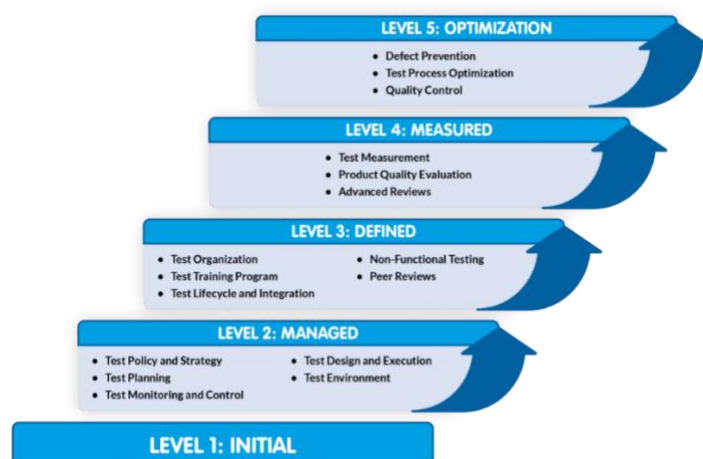 LEVEL 5: OPTIMIZATION
• Defect Prevention
• Test Process Optimization
• Quality Control
LEVEL 4: MEASURED
• Test Measurement
• Product Quality Evaluation
• Advanced Reviews
LEVEL 3: DEFINED
• Test Organization
• Test Training Program
• Test Lifecycle and Integration
• Non-Functional Testing
• Peer Reviews
LEVEL 2: MANAGED
• Test Policy and Strategy
• Test Planning
• Test Monitoring and Control
• Test Design and Execution
• Test Environment
LEVEL 1: INITIAL